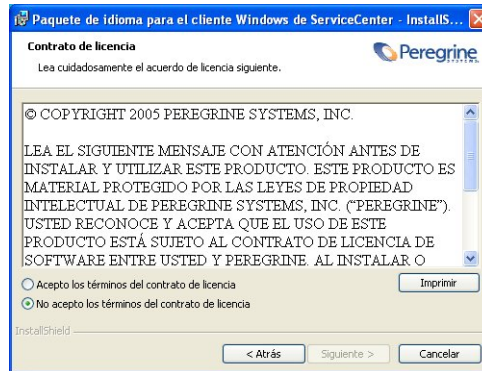 Paquete de idioma para el cliente Windows de ServiceCenter - InstallS...
Contrato de licencia
Lea cuidadosamente el acuerdo de licencia siguiente.
Peregrine
SYSTEMS
© COPYRIGHT 2005 PEREGRINE SYSTEMS, INC.
LEA EL SIGUIENTE MENSAJE CON ATENCIÓN ANTES DE
INSTALAR Y UTILIZAR ESTE PRODUCTO. ESTE PRODUCTO ES
MATERIAL PROTEGIDO POR LAS LEYES DE PROPIEDAD
INTELECTUAL DE PEREGRINE SYSTEMS, INC. (“PEREGRINE”).
USTED RECONOCE Y ACEPTA QUE EL USO DE ESTE
PRODUCTO ESTÁ SUJETO AL CONTRATO DE LICENCIA DE
SOFTWARE ENTRE USTED Y PEREGRINE. AL INSTALAR O
Acepto los términos del contrato de licencia
Imprimir
No acepto los términos del contrato de licencia
InstallShield
< Atrás
Siguiente >
Cancelar